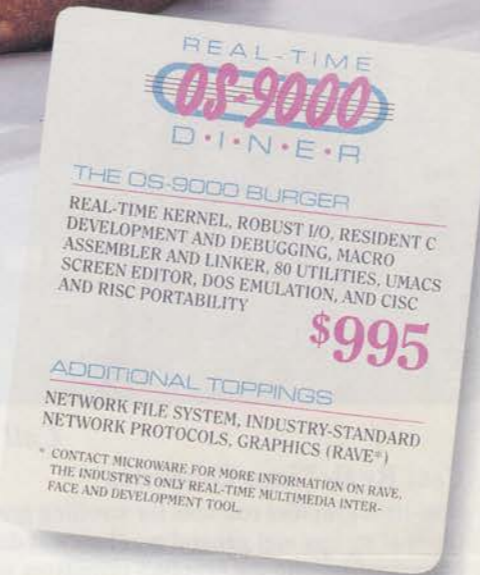 REAL-TIME
OS-9000
D•I•N•E•R
THE OS-9000 BURGER
REAL-TIME KERNEL, ROBUST I/O, RESIDENT C
DEVELOPMENT AND DEBUGGING, MACRO
ASSEMBLER AND LINKER, 80 UTILITIES, UMACS
SCREEN EDITOR, DOS EMULATION, AND CISC
AND RISC PORTABILITY
$995
ADDITIONAL TOPPINGS
NETWORK FILE SYSTEM, INDUSTRY-STANDARD
NETWORK PROTOCOLS, GRAPHICS (RAVE*)
* CONTACT MICROWARE FOR MORE INFORMATION ON RAVE,
THE INDUSTRY'S ONLY REAL-TIME MULTIMEDIA INTER-
FACE AND DEVELOPMENT TOOL.